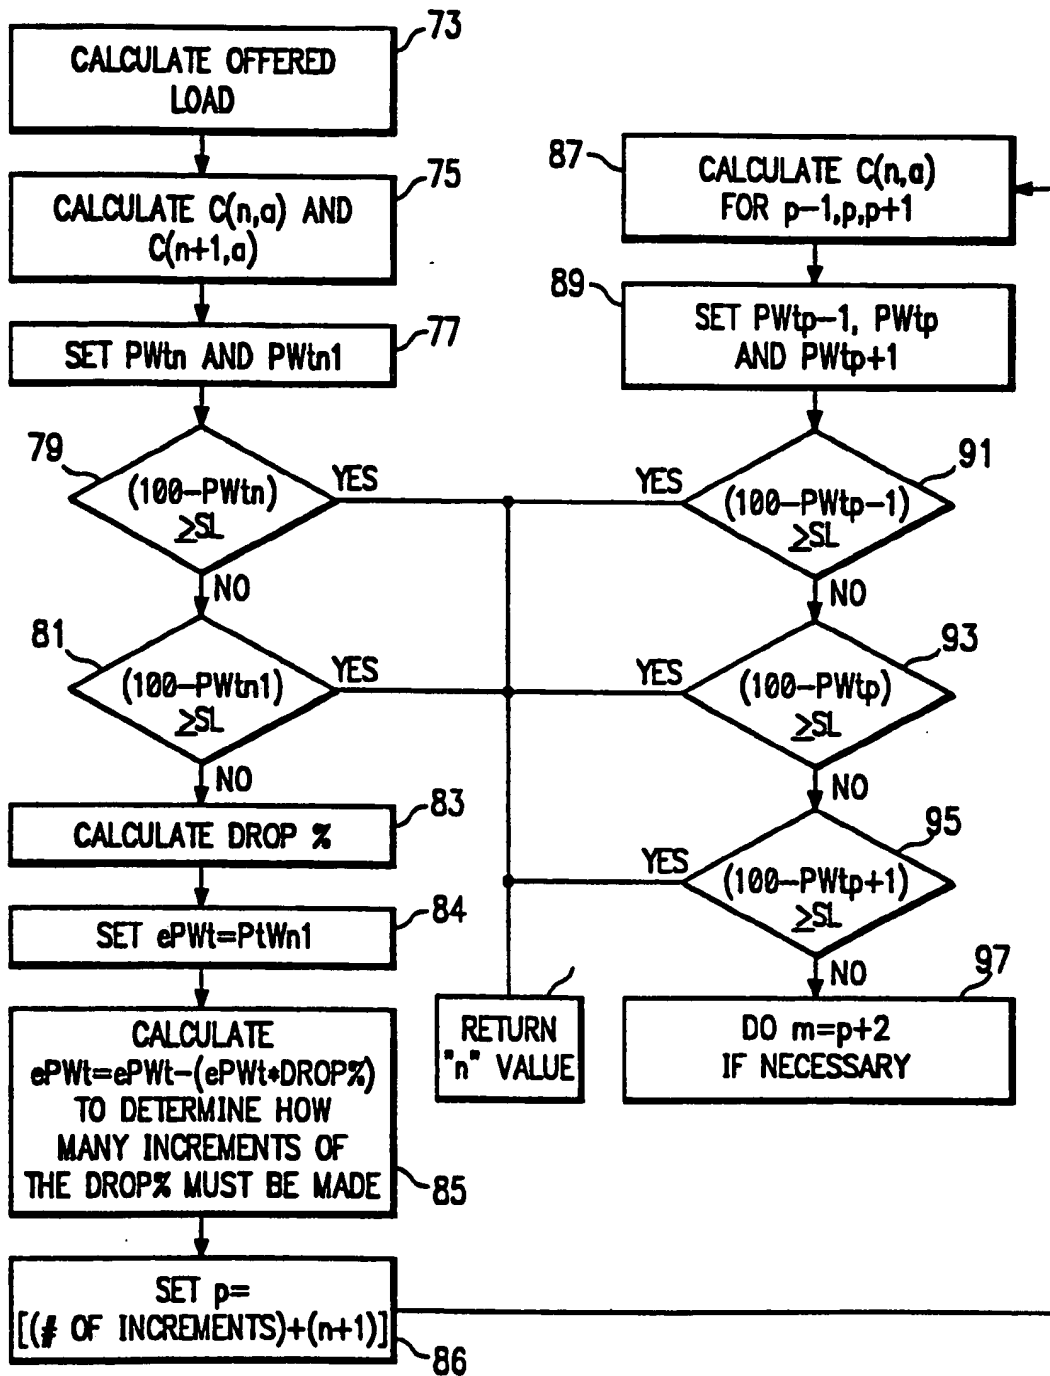 73
CALCULATE OFFERED
LOAD
75
CALCULATE C(n,a) AND
C(n+1,a)
77
SET PWtn AND PWtn1
79
(100-PWtn)
≥SL
YES
NO
81
(100-PWtn1)
≥SL
YES
NO
83
CALCULATE DROP %
84
SET ePWt=PtWn1
CALCULATE
ePWt=ePWt-(ePWt*DROP%)
TO DETERMINE HOW
MANY INCREMENTS OF
THE DROP% MUST BE MADE
85
SET p=
[(# OF INCREMENTS)+(n+1)]
86
87
CALCULATE C(n,a)
FOR p-1,p,p+1
89
SET PWtp-1, PWtp
AND PWtp+1
91
YES
(100-PWtp-1)
≥SL
NO
93
YES
(100-PWtp)
≥SL
NO
95
YES
(100-PWtp+1)
≥SL
NO
97
DO m=p+2
IF NECESSARY
RETURN
"n" VALUE